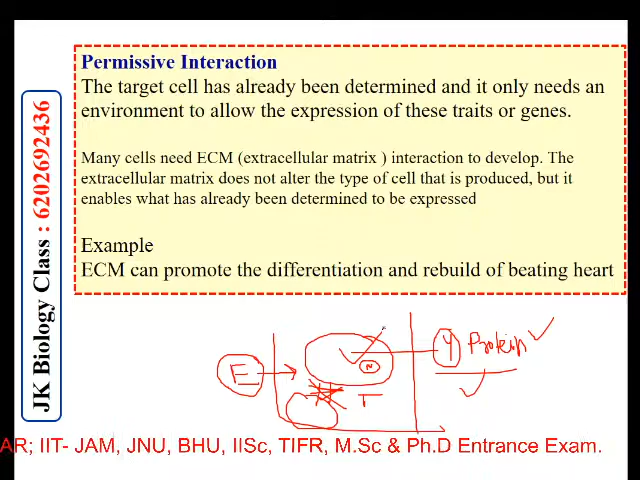 Permissive Interaction
The target cell has already been determined and it only needs an
environment to allow the expression of these traits or genes.
Many cells need ECM (extracellular matrix ) interaction to develop. The
extracellular matrix does not alter the type of cell that is produced, but it
enables what has already been determined to be expressed
Example
ECM can promote the differentiation and rebuild of beating heart
JK Biology Class : 6202692436
E
N
T
Y Protein
AR; IIT- JAM, JNU, BHU, IISc, TIFR, M.Sc & Ph.D Entrance Exam.